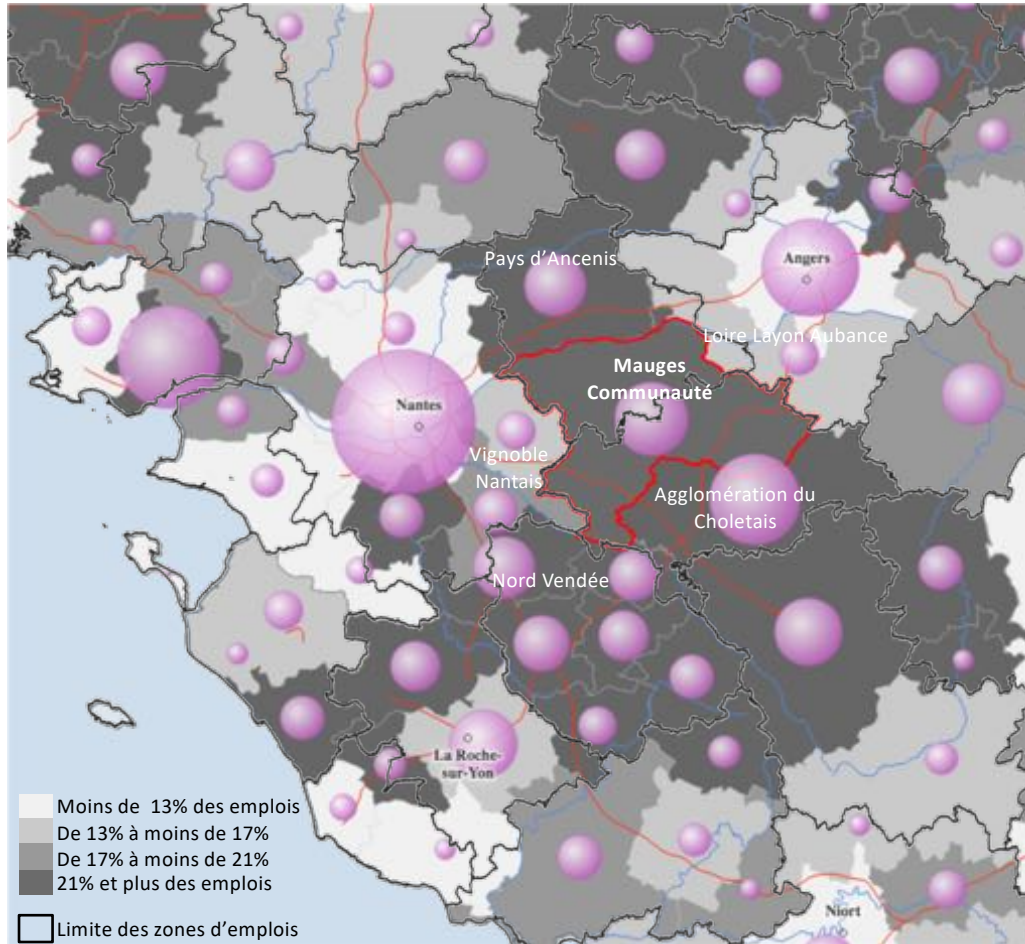 Pays d'Ancenis
Angers
Loire Layon Aubance
Mauges
Communauté
Nantes
Vignoble
Nantais
Agglomération du
Choletais
Nord Vendée
La Roche-
sur-Yon
Moins de 13% des emplois
De 13% à moins de 17%
De 17% à moins de 21%
21% et plus des emplois
Niort
Limite des zones d'emplois